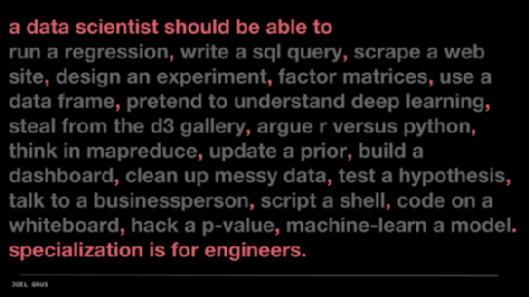 a data scientist should be able to
run a regression, write a sql query, scrape a web
site, design an experiment, factor matrices, use a
data frame, pretend to understand deep learning,
steal from the d3 gallery, argue r versus python,
think in mapreduce, update a prior, build a
dashboard, clean up messy data, test a hypothesis,
talk to a businessperson, script a shell, code on a
whiteboard, hack a p-value, machine-learn a model.
specialization is for engineers.
JOEL GRUS